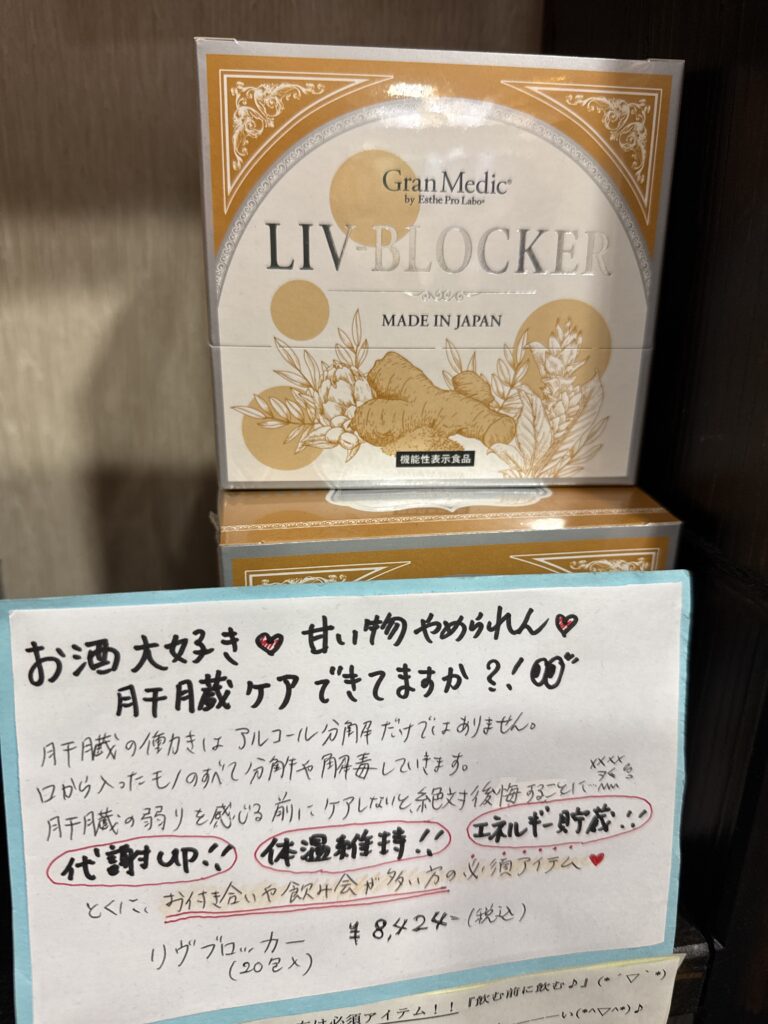 Gran Medic®
by Esthe Pro Labo®
LIV-BLOCKER
MADE IN JAPAN
機能性表示食品
お酒大好き♥ 甘い物やめられん♥
肝臓ケアできてますか?!
肝臓の働きはアルコール分解だけではありません。
口から入ったモノのすべて分解や解毒していきます。
肝臓の弱りを感じる前にケアしないと、絶対後悔することに…
代謝UP!! 体温維持!! エネルギー貯蔵!!
とくに、お付き合いや飲み会が多い方の必須アイテム♥
リヴブロッカー ¥8,424-(税込)
(20包入)
は必須アイテム!!『飲む前に飲む♪』(*´▽`*)
い(*^▽^*)♪